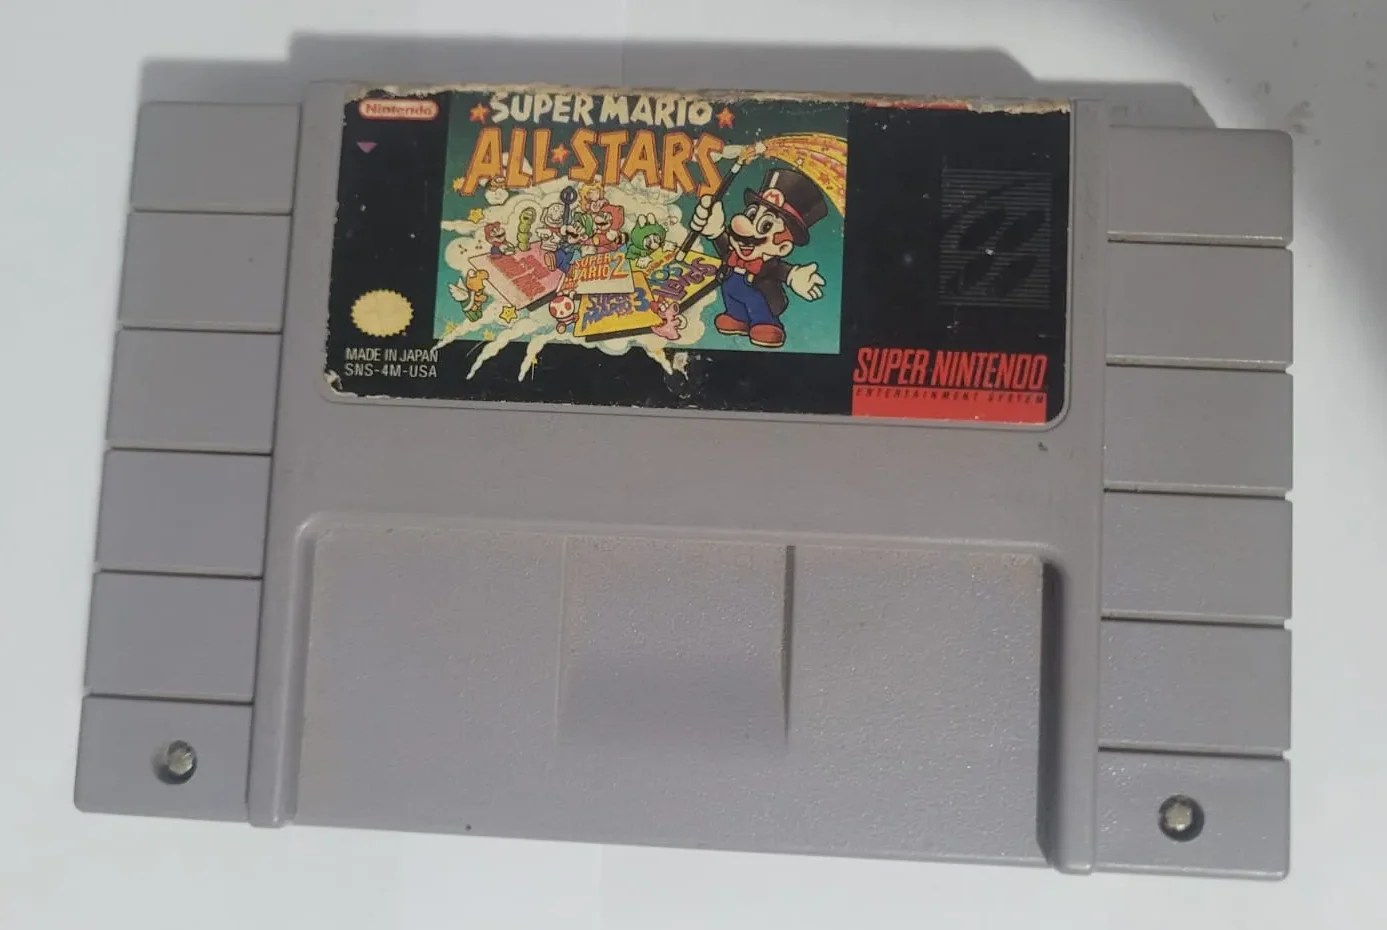 Nintendo
SUPER MARIO
ALL-STARS
SUPER
MARIO 2
SUPER
MARIO 3
LEVELS
MADE IN JAPAN
SNS-4M-USA
SUPER NINTENDO
ENTERTAINMENT SYSTEM